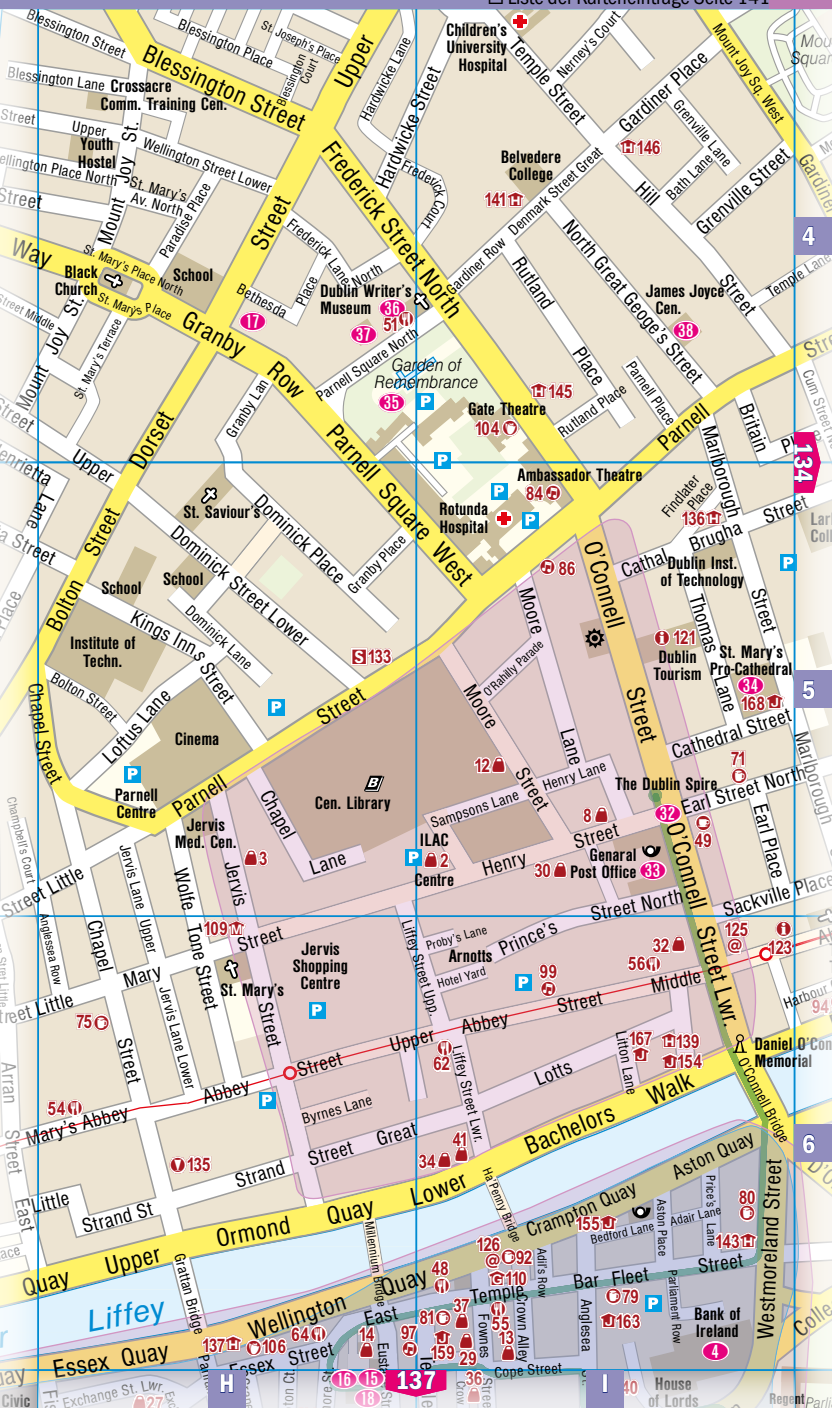 Liste der Karteneinträge Seite 141
Blessington Street
Blessington Place
St. Joseph's Place
Blessington Court
Upper
Hardwicke Lane
Hardwicke Street
Children's
University
Hospital
Temple Street
Nerney's Court
Mount Joy Sq. West
Blessington Lane
Crossacre
Comm. Training Cen.
Blessington Street
Gardiner Place
Grenville Lane
Street
Upper
Youth
Hostel
Mount Joy St.
Wellington Street Lower
Frederick Street North
Frederick Court
Belvedere
College
141
146
Denmark Street Great
Hill
Bath Lane
Grenville Street
Street
St. Mary's
Av. North
Paradise Place
Street
Way
St. Mary's Place North
St. Mary's Place
Black
Church
School
Frederick Lane North
Bethesda Place
17
Dublin Writer's
Museum
36
51
37
Gardiner Row
Rutland Place
North Great Geoge's Street
James Joyce
Cen.
38
Street
Temple Lane
4
Street Middle
Mount Joy St.
St. Mary's Terrace
Granby Row
Parnell Square North
Garden of
Remembrance
35
P
145
Gate Theatre
104
Rutland Place
Parnell Place
Parnell
Cum
Dorset
Granby Lan
Parnell Square West
P
Marlborough
Britain
134
Upper
Lane
St. Saviour's
Dominick Place
Granby Place
Ambassador Theatre
84
P
Rotunda
Hospital
P
Findlater
Place
136
Cathal Brugha Street
Bolton Street
School
School
Dominick Street Lower
Dominick Lane
86
Moore
O'Connell
Dublin Inst.
of Technology
P
Institute of
Techn.
Kings Inn's Street
S 133
O'Rahilly Parade
121
Dublin
Tourism
Thomas Lane
Street
St. Mary's
Pro-Cathedral
34
168
5
Chapel Street
Bolton Street
Loftus Lane
P
Cinema
Street
Moore
Lane
Street
Cathedral Street
Marlborough
P
Parnell
Centre
Parnell
Cen. Library
12
Street
Henry Lane
The Dublin Spire
71
Earl Street North
Champbell's Court
Jervis
Med. Cen.
Chapel
Lane
Sampsons Lane
8
32
49
Earl Place
Street Little
Jervis Lane Upper
Wolfe Tone Street
Jervis
3
ILAC
P
2
Centre
Henry
Street
30
Genaral
Post Office
33
O'Connell
Anglessea Row
Chapel
109
Street
Liffey Street Upp.
Proby's Lane
Prince's
Street North
Sackville Place
Mary
St. Mary's
Jervis
Shopping
Centre
P
Arnotts
Hotel Yard
P
99
32
56
125
@
123
Street Lwr.
Middle
Harbour
94
75
Street
Jervis Lane Lower
Street
Upper
Abbey
Street
62
Liffey Street Lwr.
167
139
154
Litton Lane
Daniel O'Con
Memorial
Arran
Street
East
54
Mary's Abbey
Abbey
Street
P
Byrnes Lane
Lotts
Bachelors
Walk
O'Connell Bridge
135
Strand
Street
Great
34
41
Aston Quay
6
Little
Strand St
Ormond
Quay
Lower
Ha'Penny Bridge
Crampton Quay
155
Bedford Lane
Aston Place
Adair Lane
Price's Lane
80
143
Westmoreland Street
Quay
Upper
Grattan Bridge
Millennium Bridge
126
@
92
Adil's Row
Street
Liffey
Wellington
Quay
48
110
Temple
Bar
Fleet
79
P
Parliament Row
Essex Quay
137
106
64
Essex
Street
East
14
97
81
37
159
29
Fownes
55
Crown Alley
13
Anglesea
163
Bank of
Ireland
4
Colle
Civic
Exchange St. Lwr.
27
H
16
15
18
137
36
Cope Street
I
40
House
of Lords
Regent